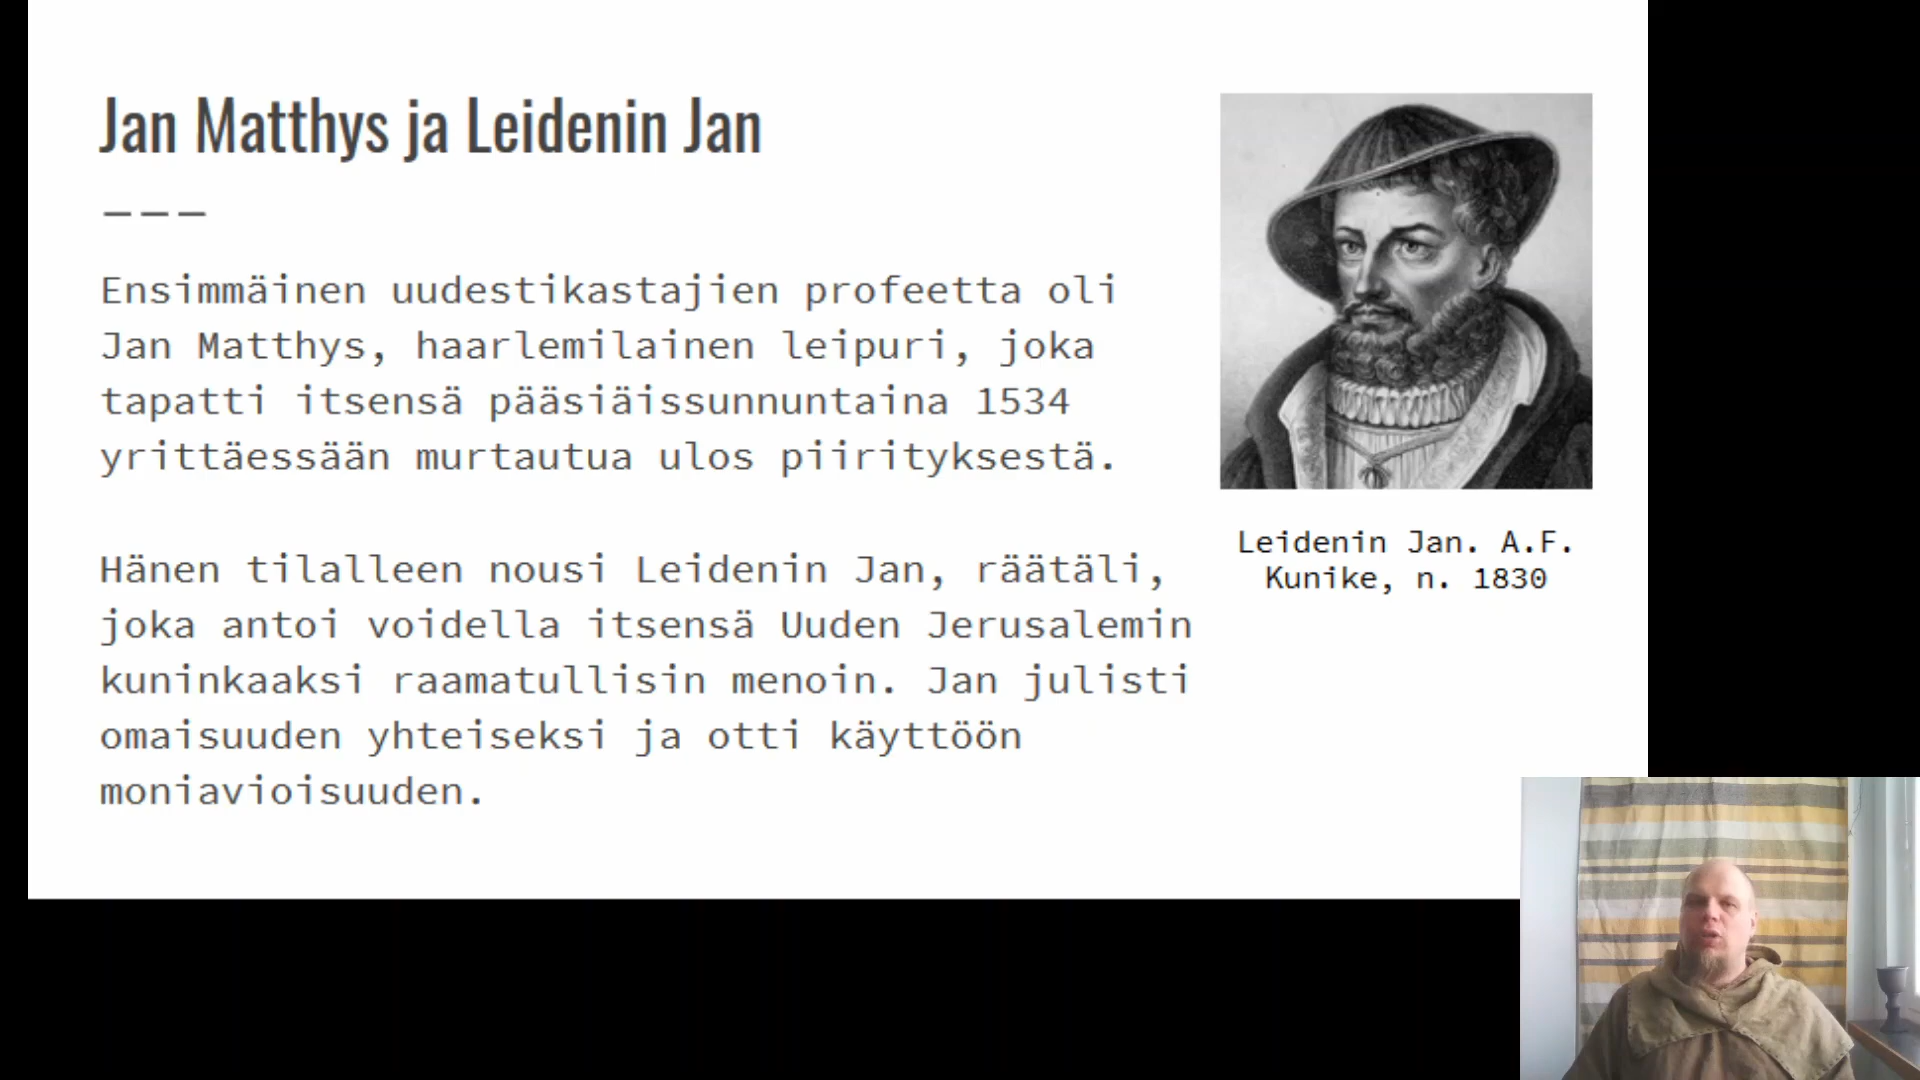 Jan Matthys ja Leidenin Jan
Ensimmäinen uudestikastajien profeetta oli
Jan Matthys, haarlemilainen leipuri, joka
tapatti itsensä pääsiäissunnuntaina 1534
yrittäessään murtautua ulos piirityksestä.
Hänen tilalleen nousi Leidenin Jan, räätäli,
joka antoi voidella itsensä Uuden Jerusalemin
kuninkaaksi raamatullisin menoin. Jan julisti
omaisuuden yhteiseksi ja otti käyttöön
moniavioisuuden.
Leidenin Jan. A.F.
Kunike, n. 1830